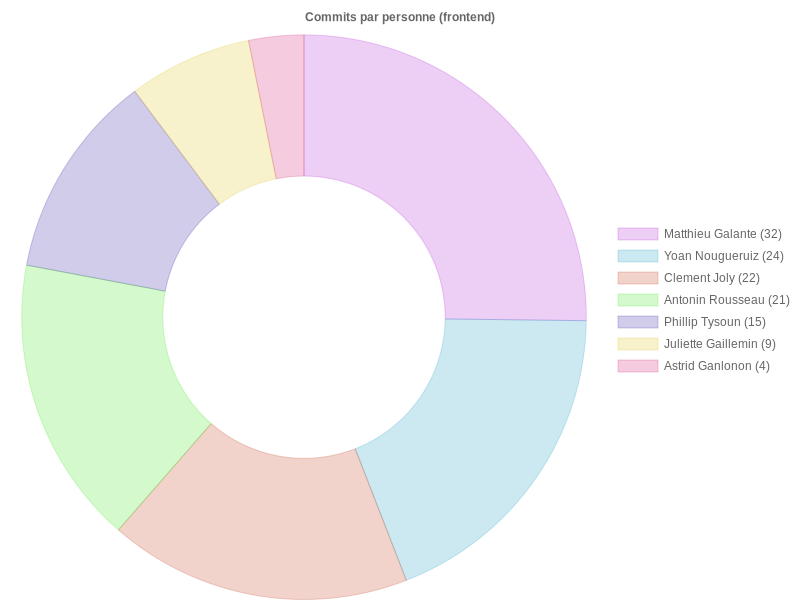 Commits par personne (frontend)
Matthieu Galante (32)
Yoan Nougueruiz (24)
Clement Joly (22)
Antonin Rousseau (21)
Phillip Tysoun (15)
Juliette Gaillemin (9)
Astrid Ganlonon (4)